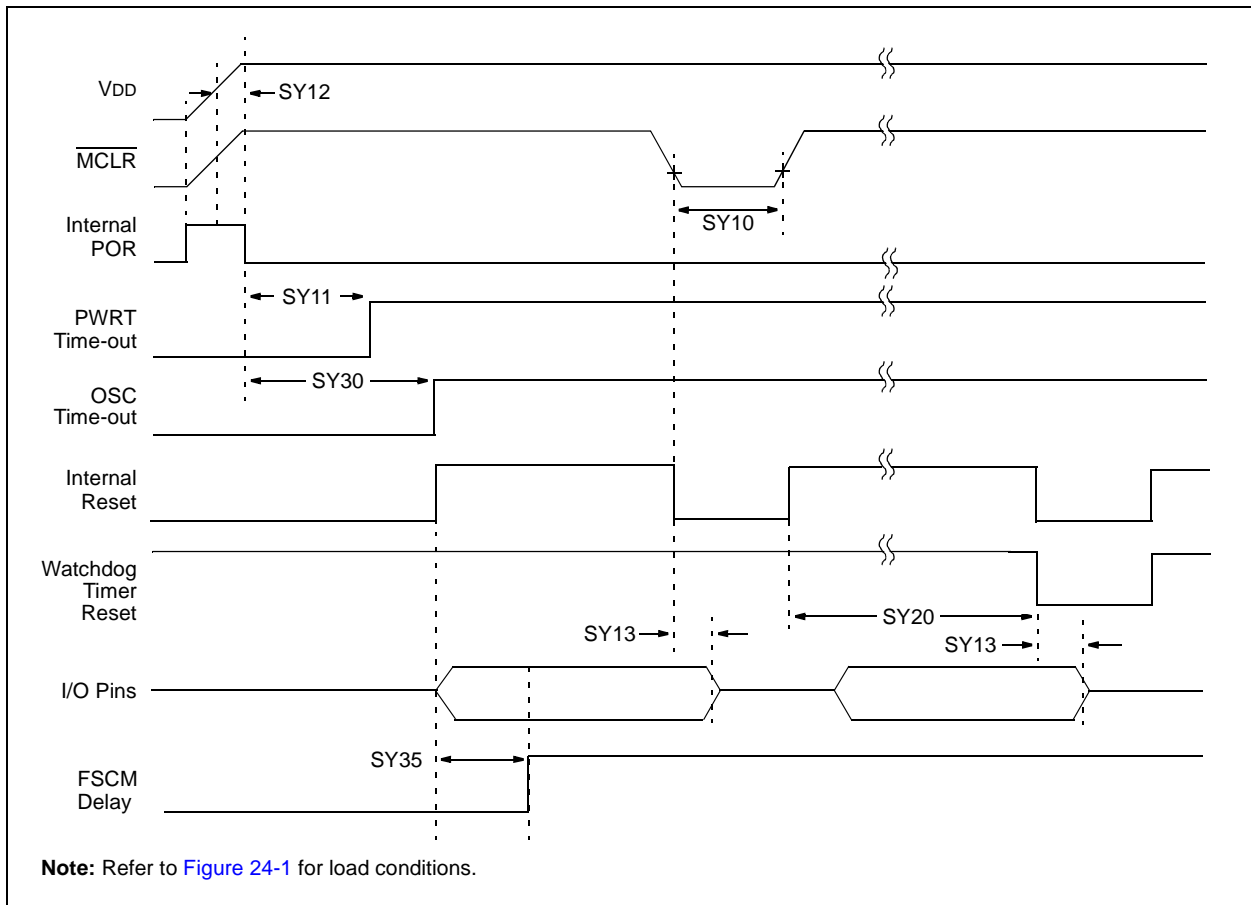 VDD
SY12
MCLR
SY10
Internal
POR
SY11
PWRT
Time-out
SY30
OSC
Time-out
Internal
Reset
Watchdog
Timer
Reset
SY20
SY13
SY13
I/O Pins
SY35
FSCM
Delay
Note: Refer to Figure 24-1 for load conditions.